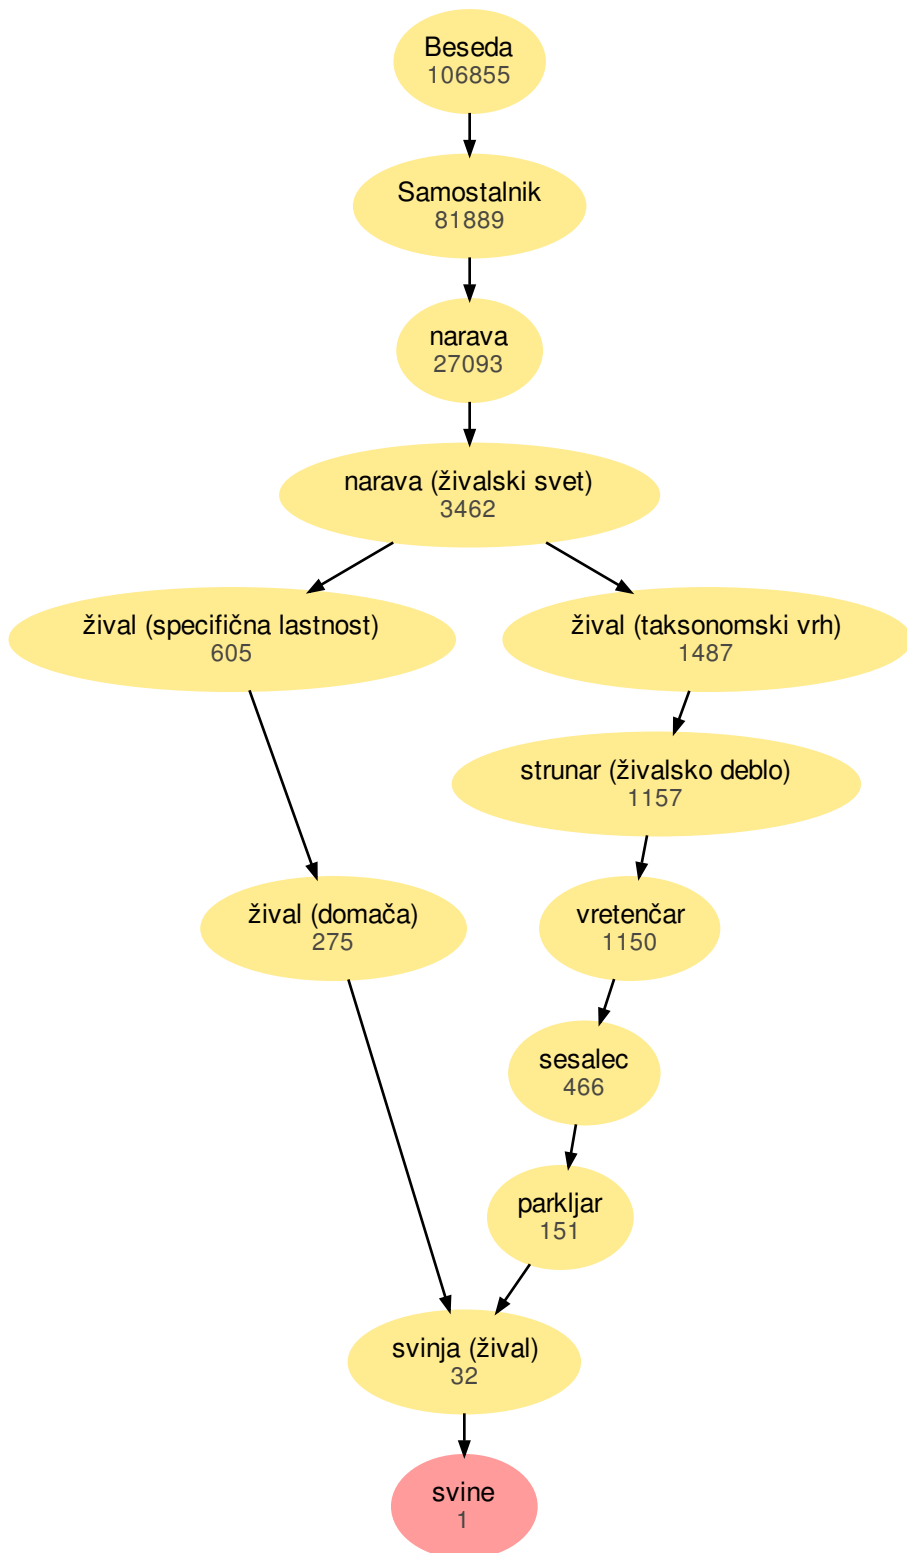 Beseda
106855
Samostalnik
81889
narava
27093
narava (živalski svet)
3462
žival (specifična lastnost)
605
žival (taksonomski vrh)
1487
strunar (živalsko deblo)
1157
žival (domača)
275
vretenčar
1150
sesalec
466
parkljar
151
svinja (žival)
32
svine
1